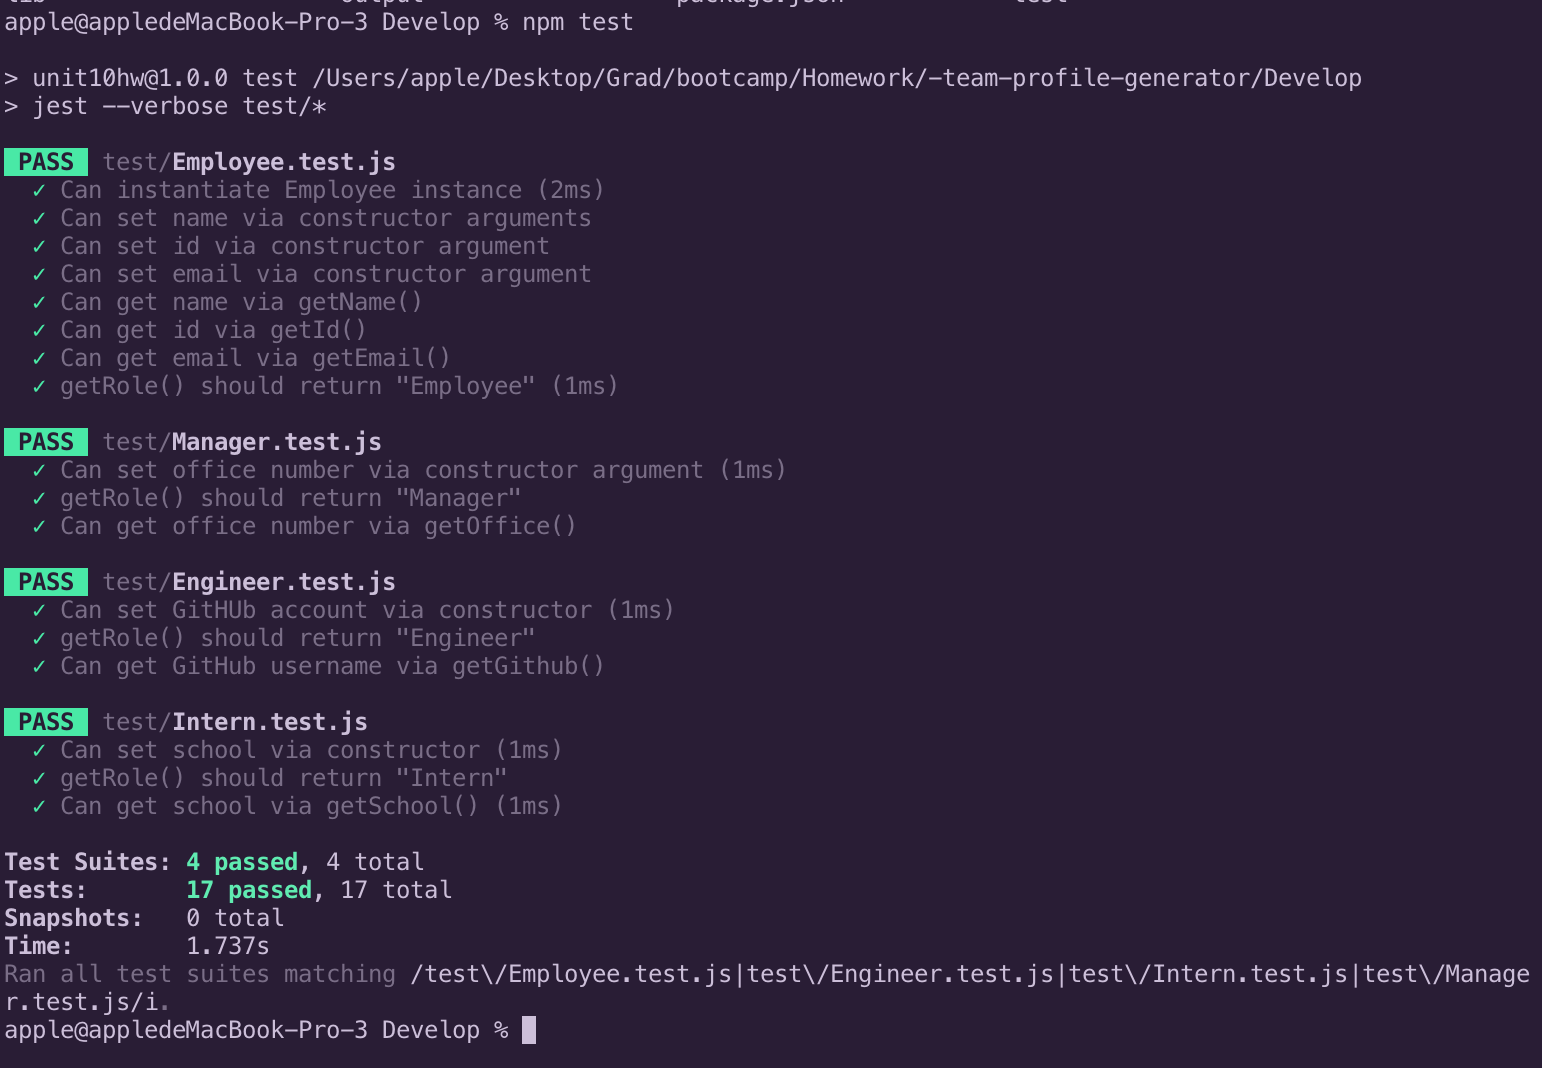 lib output package.json test
apple@appledeMacBook-Pro-3 Develop % npm test
> unit10hw@1.0.0 test /Users/apple/Desktop/Grad/bootcamp/Homework/-team-profile-generator/Develop
> jest --verbose test/*
PASS test/Employee.test.js
✓ Can instantiate Employee instance (2ms)
✓ Can set name via constructor arguments
✓ Can set id via constructor argument
✓ Can set email via constructor argument
✓ Can get name via getName()
✓ Can get id via getId()
✓ Can get email via getEmail()
✓ getRole() should return "Employee" (1ms)
PASS test/Manager.test.js
✓ Can set office number via constructor argument (1ms)
✓ getRole() should return "Manager"
✓ Can get office number via getOffice()
PASS test/Engineer.test.js
✓ Can set GitHUb account via constructor (1ms)
✓ getRole() should return "Engineer"
✓ Can get GitHub username via getGithub()
PASS test/Intern.test.js
✓ Can set school via constructor (1ms)
✓ getRole() should return "Intern"
✓ Can get school via getSchool() (1ms)
Test Suites: 4 passed, 4 total
Tests: 17 passed, 17 total
Snapshots: 0 total
Time: 1.737s
Ran all test suites matching /test\/Employee.test.js|test\/Engineer.test.js|test\/Intern.test.js|test\/Manage
r.test.js/i.
apple@appledeMacBook-Pro-3 Develop %